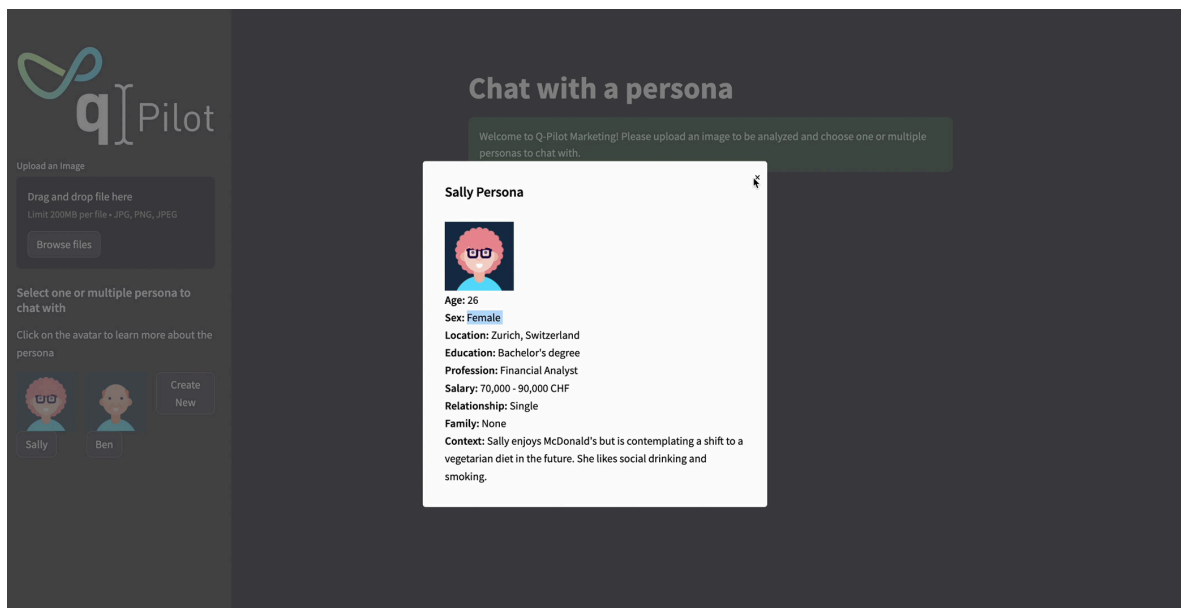 q Pilot
Upload an Image
Drag and drop file here
Limit 200MB per file • JPG, PNG, JPEG
Browse files
Select one or multiple persona to
chat with
Click on the avatar to learn more about the
persona
Create
New
Sally
Ben
Chat with a persona
Welcome to Q-Pilot Marketing! Please upload an image to be analyzed and choose one or multiple
personas to chat with.
Sally Persona
Age: 26
Sex: Female
Location: Zurich, Switzerland
Education: Bachelor's degree
Profession: Financial Analyst
Salary: 70,000 - 90,000 CHF
Relationship: Single
Family: None
Context: Sally enjoys McDonald's but is contemplating a shift to a
vegetarian diet in the future. She likes social drinking and
smoking.